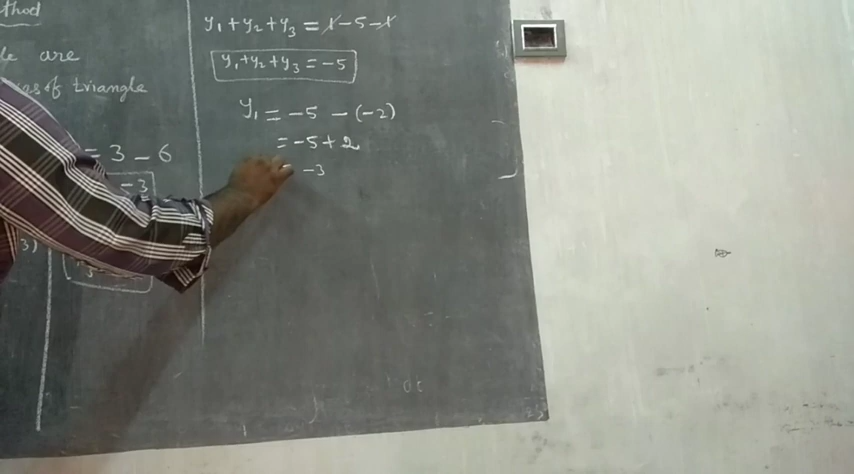 thod
le are
of triangle
= 3 - 6
-3
3)
y₁ + y₂ + y₃ = 1 - 5 - 1
y₁ + y₂ + y₃ = -5
y₁ = -5 - (-2)
= -5 + 2
= -3